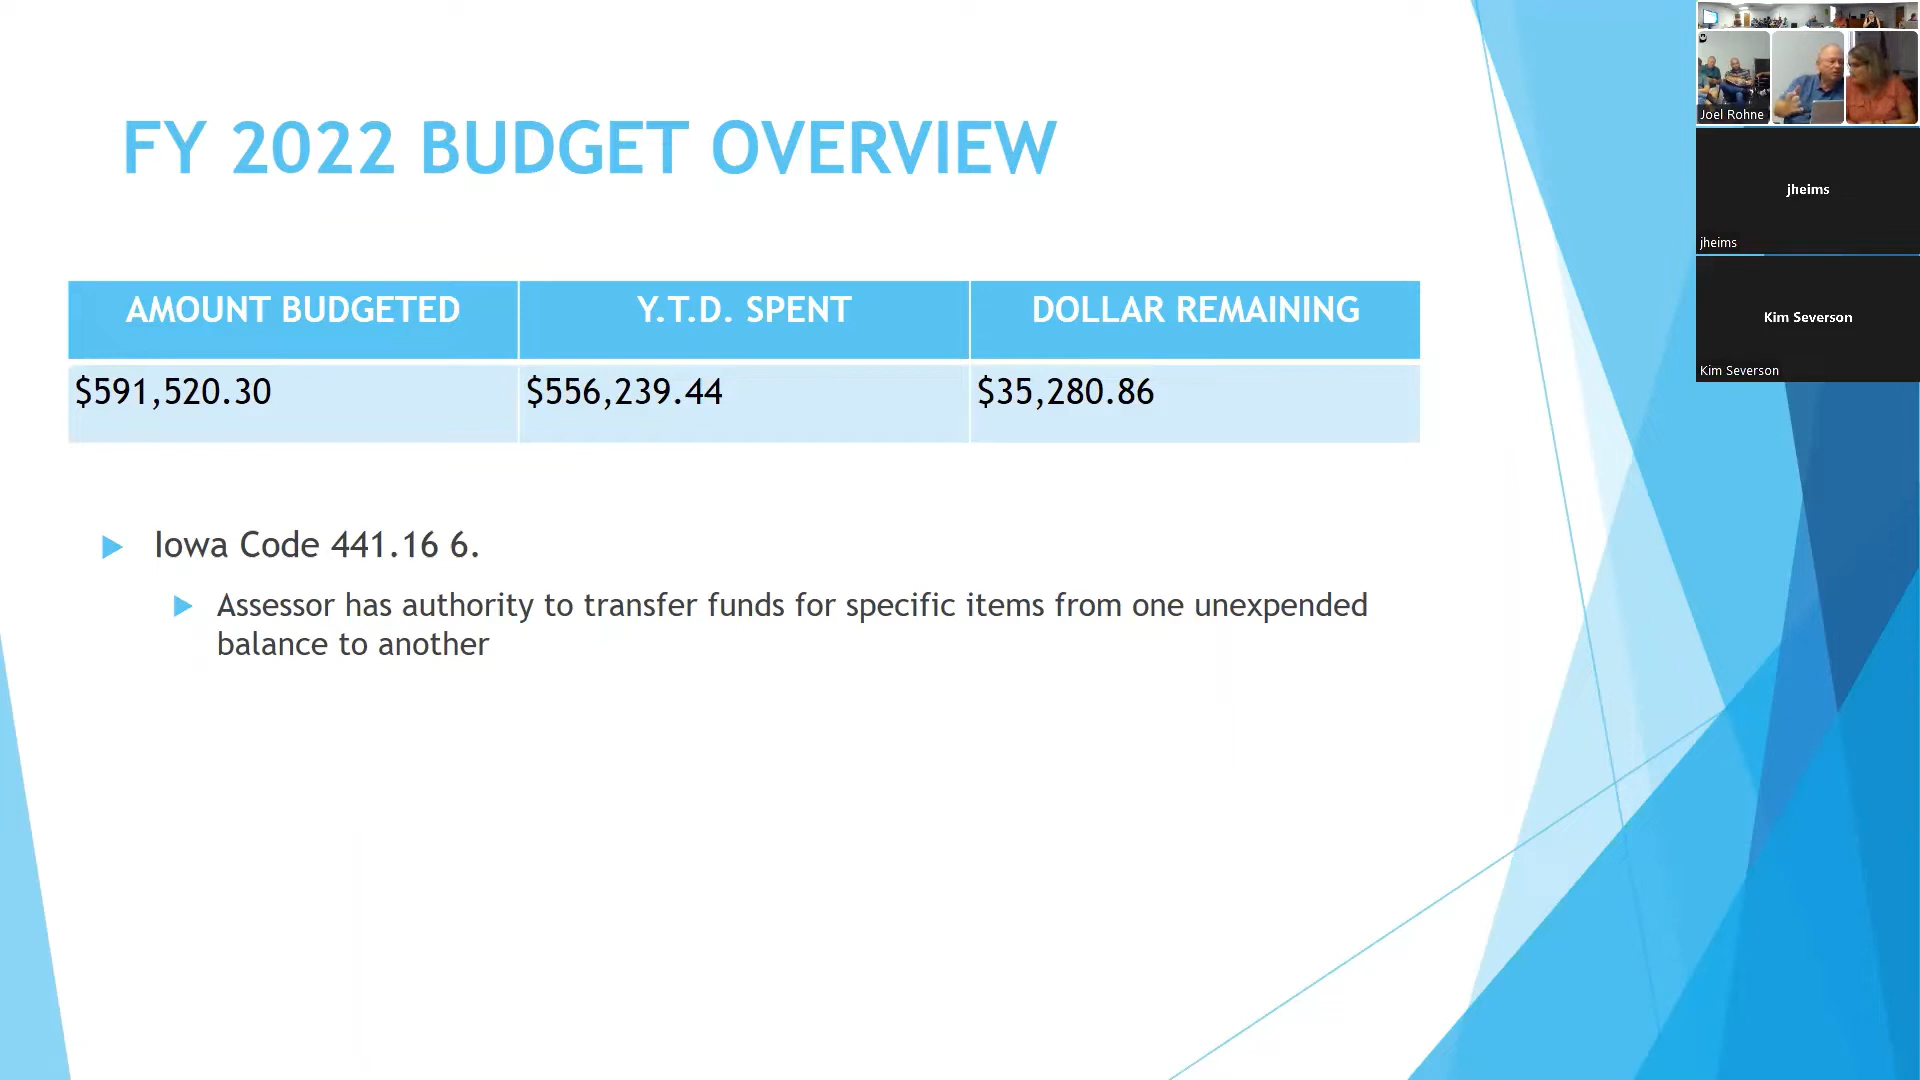 FY 2022 BUDGET OVERVIEW
AMOUNT BUDGETED
Y.T.D. SPENT
DOLLAR REMAINING
$591,520.30
$556,239.44
$35,280.86
Iowa Code 441.16 6.
Assessor has authority to transfer funds for specific items from one unexpended
balance to another
Joel Rohne
jheims
jheims
Kim Severson
Kim Severson